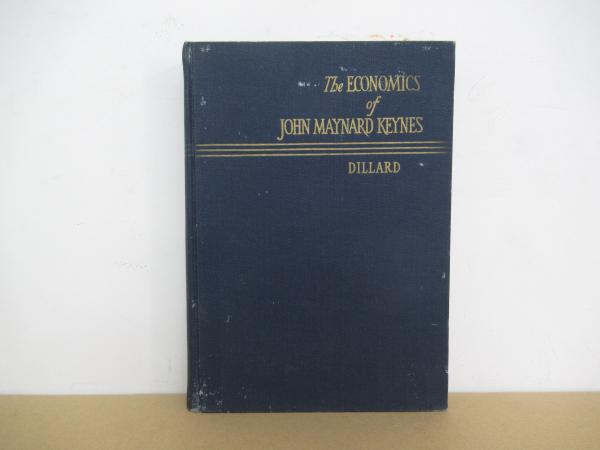 The ECONOMICS
of
JOHN MAYNARD KEYNES
DILLARD